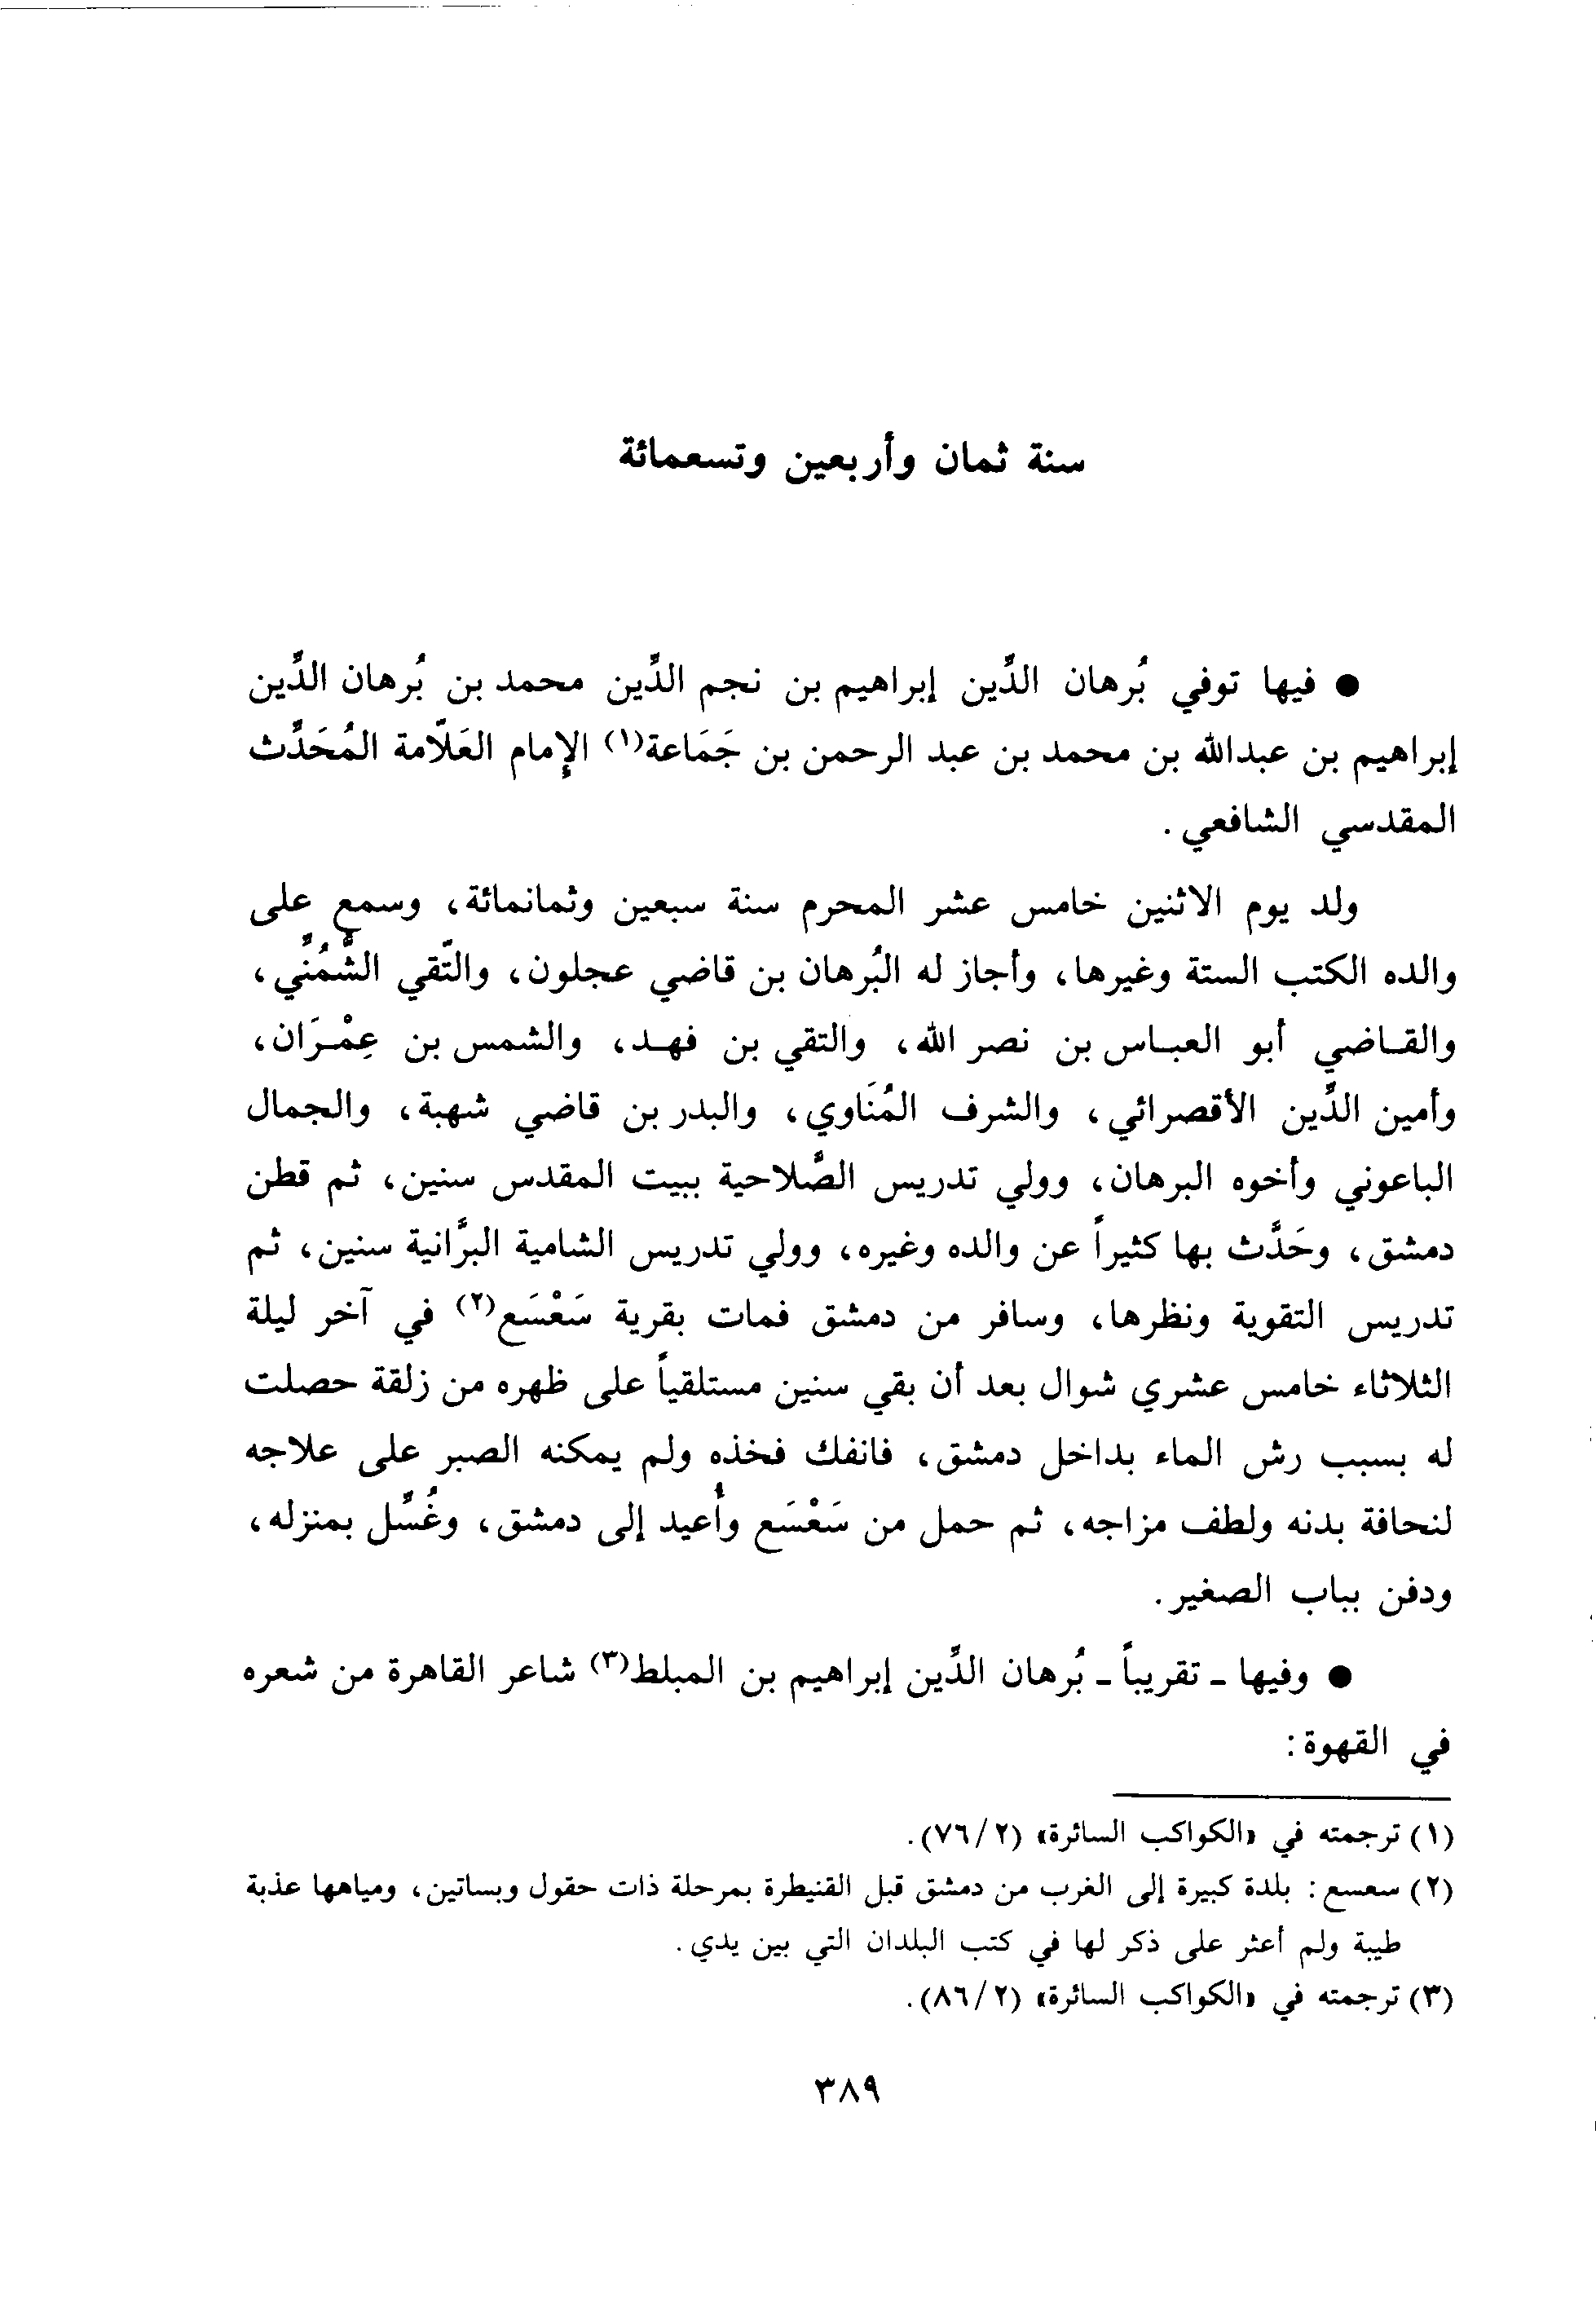 سنة ثمان وأربعين وتسعمائة
● فيها توفي بُرهان الدِّين إبراهيم بن نجم الدِّين محمد بن بُرهان الدِّين
إبراهيم بن عبدالله بن محمد بن عبد الرحمن بن جَمَاعة(١) الإمام العَلّامة المُحَدِّث
المقدسي الشافعي.
ولد يوم الاثنين خامس عشر المحرم سنة سبعين وثمانمائة، وسمع على
والده الكتب الستة وغيرها، وأجاز له البُرهان بن قاضي عجلون، والتّقي الشُّمُنِّي،
والقـاضي أبو العبـاس بن نصر الله، والتقي بن فهـد، والشمس بن عِمْـرَان،
وأمين الدِّين الأقصرائي، والشرف المُنَاوي، والبدر بن قاضي شهبة، والجمال
الباعوني وأخوه البرهان، وولي تدريس الصَّلاحية ببيت المقدس سنين، ثم قطن
دمشق، وحَدَّث بها كثيراً عن والده وغيره، وولي تدريس الشامية البرَّانية سنين، ثم
تدريس التقوية ونظرها، وسافر من دمشق فمات بقرية سَعْسَع(٢) في آخر ليلة
الثلاثاء خامس عشري شوال بعد أن بقي سنين مستلقياً على ظهره من زلقة حصلت
له بسبب رش الماء بداخل دمشق، فانفك فخذه ولم يمكنه الصبر على علاجه
لنحافة بدنه ولطف مزاجه، ثم حمل من سَعْسَع وأُعيد إلى دمشق، وغُسِّل بمنزله،
ودفن بباب الصغير.
● وفيها ـ تقريباً ـ بُرهان الدِّين إبراهيم بن المبلط(٣) شاعر القاهرة من شعره
في القهوة:
(١) ترجمته في «الكواكب السائرة» (٢/ ٧٦).
(٢) سعسع: بلدة كبيرة إلى الغرب من دمشق قبل القنيطرة بمرحلة ذات حقول وبساتين، ومياهها عذبة
طيبة ولم أعثر على ذكر لها في كتب البلدان التي بين يدي.
(٣) ترجمته في «الكواكب السائرة» (٢/ ٨٦).
٣٨٩